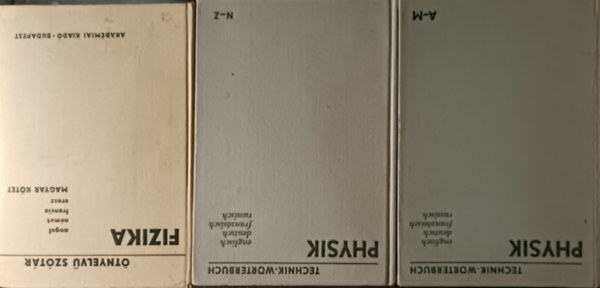 ÖTNYELVŰ SZÓTÁR
FIZIKA
angol
német
francia
orosz
MAGYAR KÖTET
AKADÉMIAI KIADÓ · BUDAPEST
TECHNIK-WÖRTERBUCH
PHYSIK
englisch
deutsch
französisch
russisch
N–Z
TECHNIK-WÖRTERBUCH
PHYSIK
englisch
deutsch
französisch
russisch
A–M